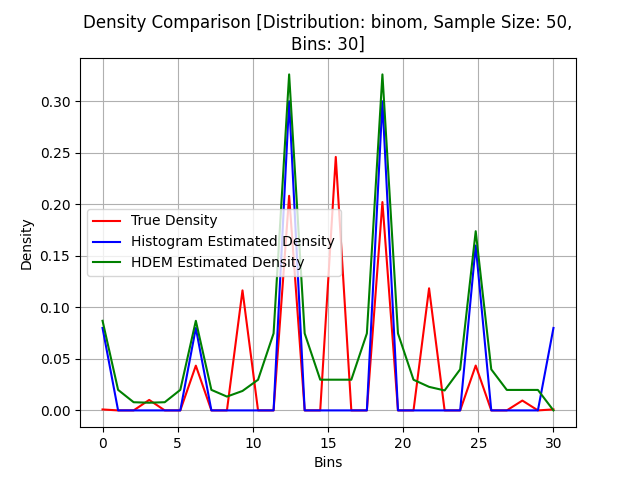 Density Comparison [Distribution: binom, Sample Size: 50,
Bins: 30]
0.30
0.25
0.20
0.15
0.10
0.05
0.00
Density
True Density
Histogram Estimated Density
HDEM Estimated Density
0 5 10 15 20 25 30
Bins